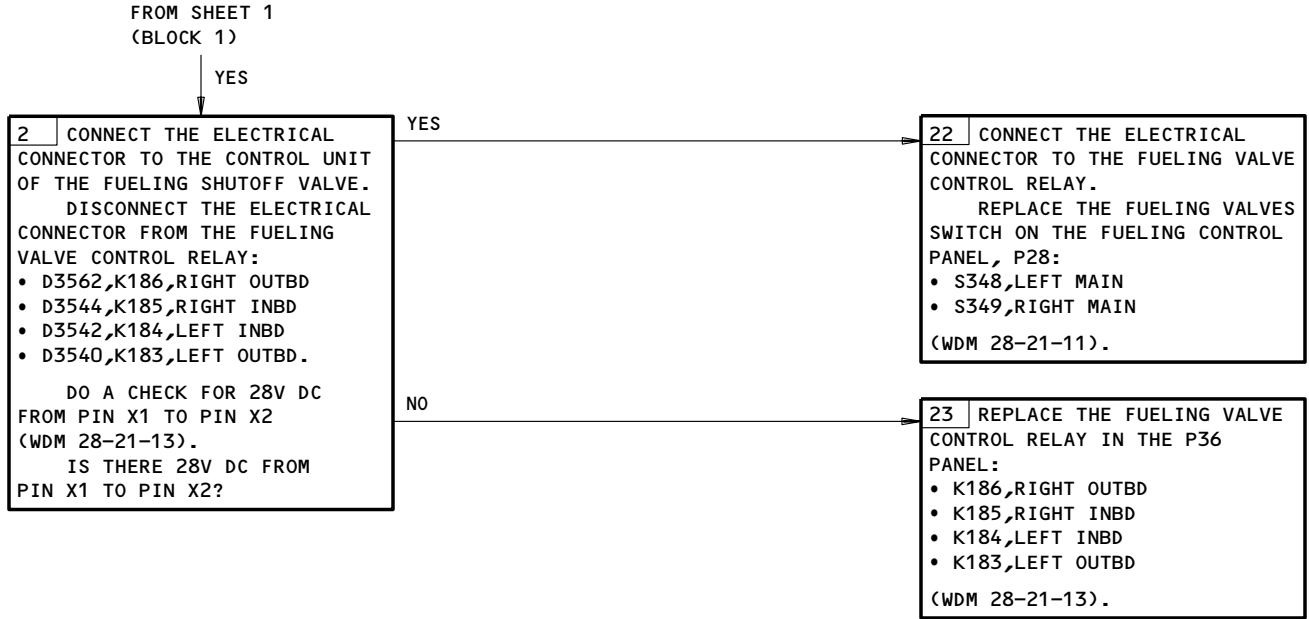 FROM SHEET 1
(BLOCK 1)
YES
2 CONNECT THE ELECTRICAL
CONNECTOR TO THE CONTROL UNIT
OF THE FUELING SHUTOFF VALVE.
DISCONNECT THE ELECTRICAL
CONNECTOR FROM THE FUELING
VALVE CONTROL RELAY:
• D3562,K186,RIGHT OUTBD
• D3544,K185,RIGHT INBD
• D3542,K184,LEFT INBD
• D3540,K183,LEFT OUTBD.
DO A CHECK FOR 28V DC
FROM PIN X1 TO PIN X2
(WDM 28-21-13).
IS THERE 28V DC FROM
PIN X1 TO PIN X2?
YES
22 CONNECT THE ELECTRICAL
CONNECTOR TO THE FUELING VALVE
CONTROL RELAY.
REPLACE THE FUELING VALVES
SWITCH ON THE FUELING CONTROL
PANEL, P28:
• S348,LEFT MAIN
• S349,RIGHT MAIN
(WDM 28-21-11).
NO
23 REPLACE THE FUELING VALVE
CONTROL RELAY IN THE P36
PANEL:
• K186,RIGHT OUTBD
• K185,RIGHT INBD
• K184,LEFT INBD
• K183,LEFT OUTBD
(WDM 28-21-13).